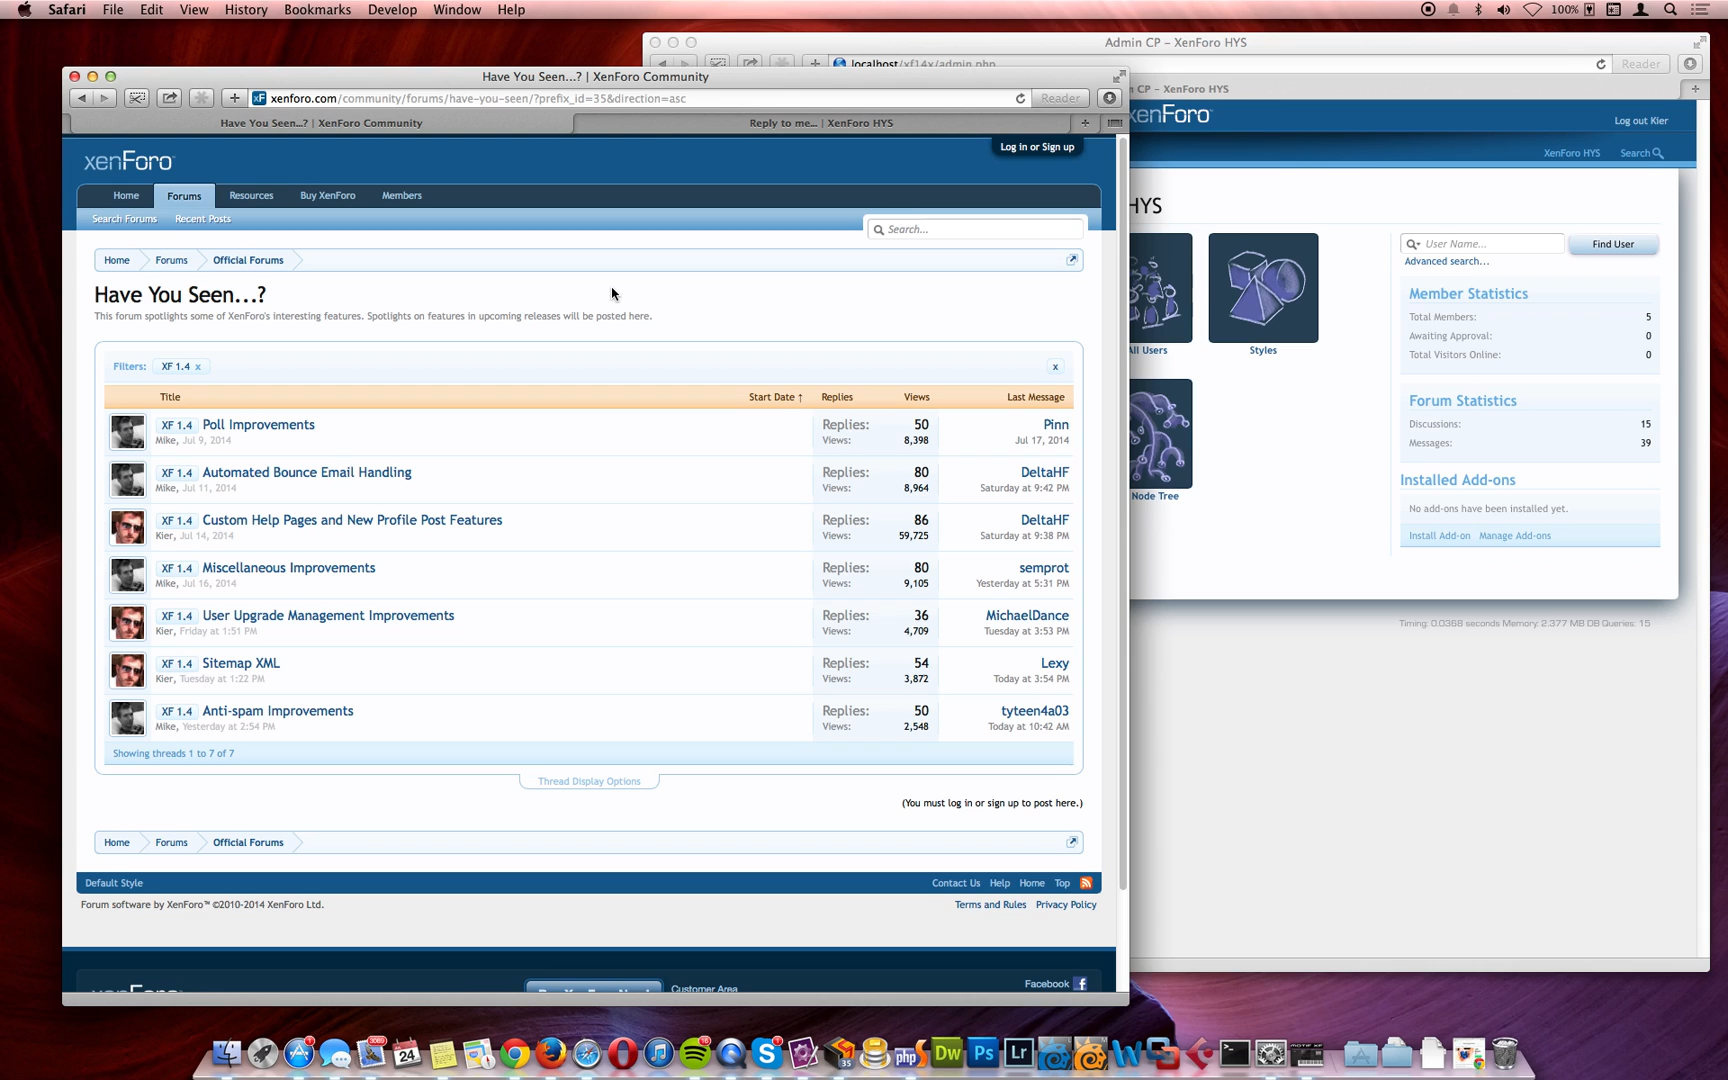 Safari File Edit View History Bookmarks Develop Window Help
100%
Admin CP – XenForo HYS
localhost/xf14x/admin.php
Reader
n CP – XenForo HYS
+
Have You Seen...? | XenForo Community
xenforo.com/community/forums/have-you-seen/?prefix_id=35&direction=asc
Reader
Have You Seen...? | XenForo Community
Reply to me... | XenForo HYS
+
xenForo
Log in or Sign up
Home Forums Resources Buy XenForo Members
Search Forums Recent Posts
Search...
Home Forums Official Forums
Have You Seen...?
This forum spotlights some of XenForo's interesting features. Spotlights on features in upcoming releases will be posted here.
Filters: XF 1.4 x
x
Title Start Date ↑ Replies Views Last Message
XF 1.4 Poll Improvements Replies: 50 Pinn
Mike, Jul 9, 2014 Views: 8,398 Jul 17, 2014
XF 1.4 Automated Bounce Email Handling Replies: 80 DeltaHF
Mike, Jul 11, 2014 Views: 8,964 Saturday at 9:42 PM
XF 1.4 Custom Help Pages and New Profile Post Features Replies: 86 DeltaHF
Kier, Jul 14, 2014 Views: 59,725 Saturday at 9:38 PM
XF 1.4 Miscellaneous Improvements Replies: 80 semprot
Mike, Jul 16, 2014 Views: 9,105 Yesterday at 5:31 PM
XF 1.4 User Upgrade Management Improvements Replies: 36 MichaelDance
Kier, Friday at 1:51 PM Views: 4,709 Tuesday at 3:53 PM
XF 1.4 Sitemap XML Replies: 54 Lexy
Kier, Tuesday at 1:22 PM Views: 3,872 Today at 3:54 PM
XF 1.4 Anti-spam Improvements Replies: 50 tyteen4a03
Mike, Yesterday at 2:54 PM Views: 2,548 Today at 10:42 AM
Showing threads 1 to 7 of 7
Thread Display Options
(You must log in or sign up to post here.)
Home Forums Official Forums
Default Style
Contact Us Help Home Top
Forum software by XenForo™ ©2010-2014 XenForo Ltd.
Terms and Rules Privacy Policy
Customer Area
Facebook
xenForo
Log out Kier
XenForo HYS Search
HYS
All Users
Styles
Node Tree
User Name...
Find User
Advanced search...
Member Statistics
Total Members: 5
Awaiting Approval: 0
Total Visitors Online: 0
Forum Statistics
Discussions: 15
Messages: 39
Installed Add-ons
No add-ons have been installed yet.
Install Add-on Manage Add-ons
Timing: 0.0368 seconds Memory: 2.377 MB DB Queries: 15
24
php
Dw
Ps
Lr
35